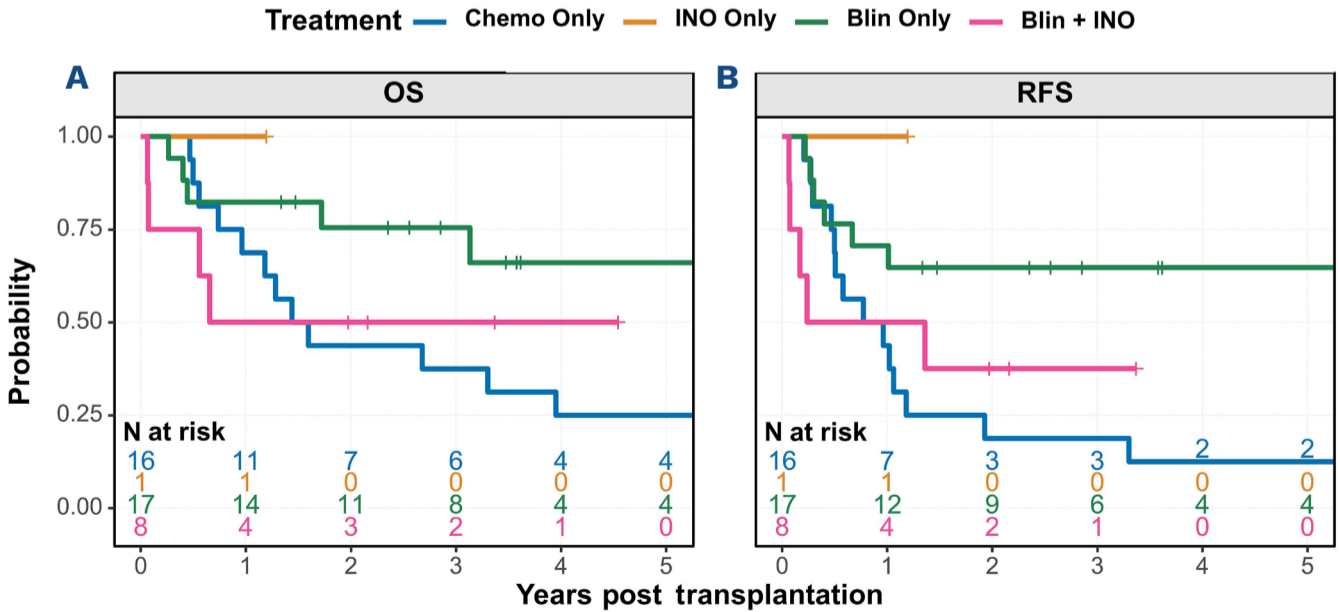 Treatment Chemo Only INO Only Blin Only Blin + INO
A
OS
B
RFS
Probability
1.00
0.75
0.50
0.25
0.00
N at risk
16 11 7 6 4 4
1 1 0 0 0 0
17 14 11 8 4 4
8 4 3 2 1 0
0 1 2 3 4 5
N at risk
16 7 3 3 2 2
1 1 0 0 0 0
17 12 9 6 4 4
8 4 2 1 0 0
0 1 2 3 4 5
Years post transplantation